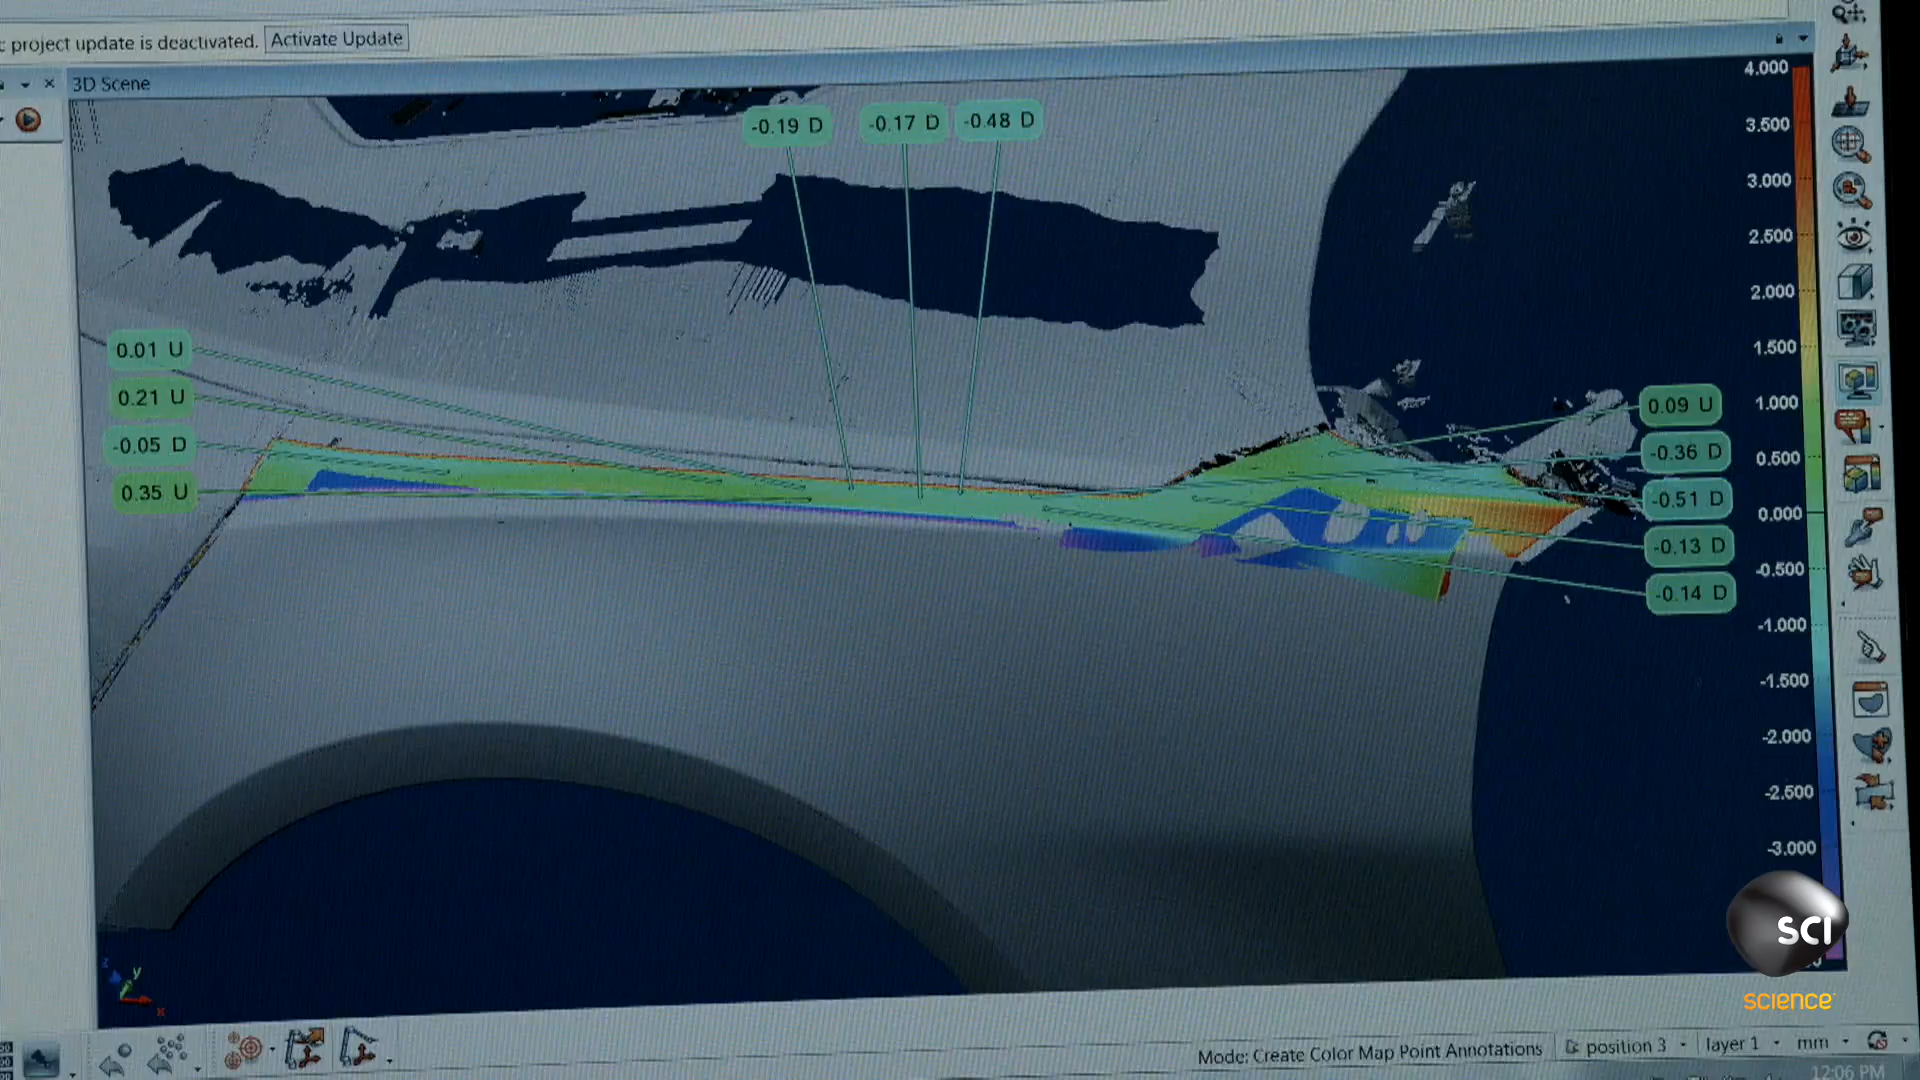 c project update is deactivated. Activate Update
3D Scene
-0.19 D
-0.17 D
-0.48 D
0.01 U
0.21 U
-0.05 D
0.35 U
0.09 U
-0.36 D
-0.51 D
-0.13 D
-0.14 D
4.000
3.500
3.000
2.500
2.000
1.500
1.000
0.500
0.000
-0.500
-1.000
-1.500
-2.000
-2.500
-3.000
SCI
science
z
y
x
Mode: Create Color Map Point Annotations position 3 layer 1 mm
12:06 PM